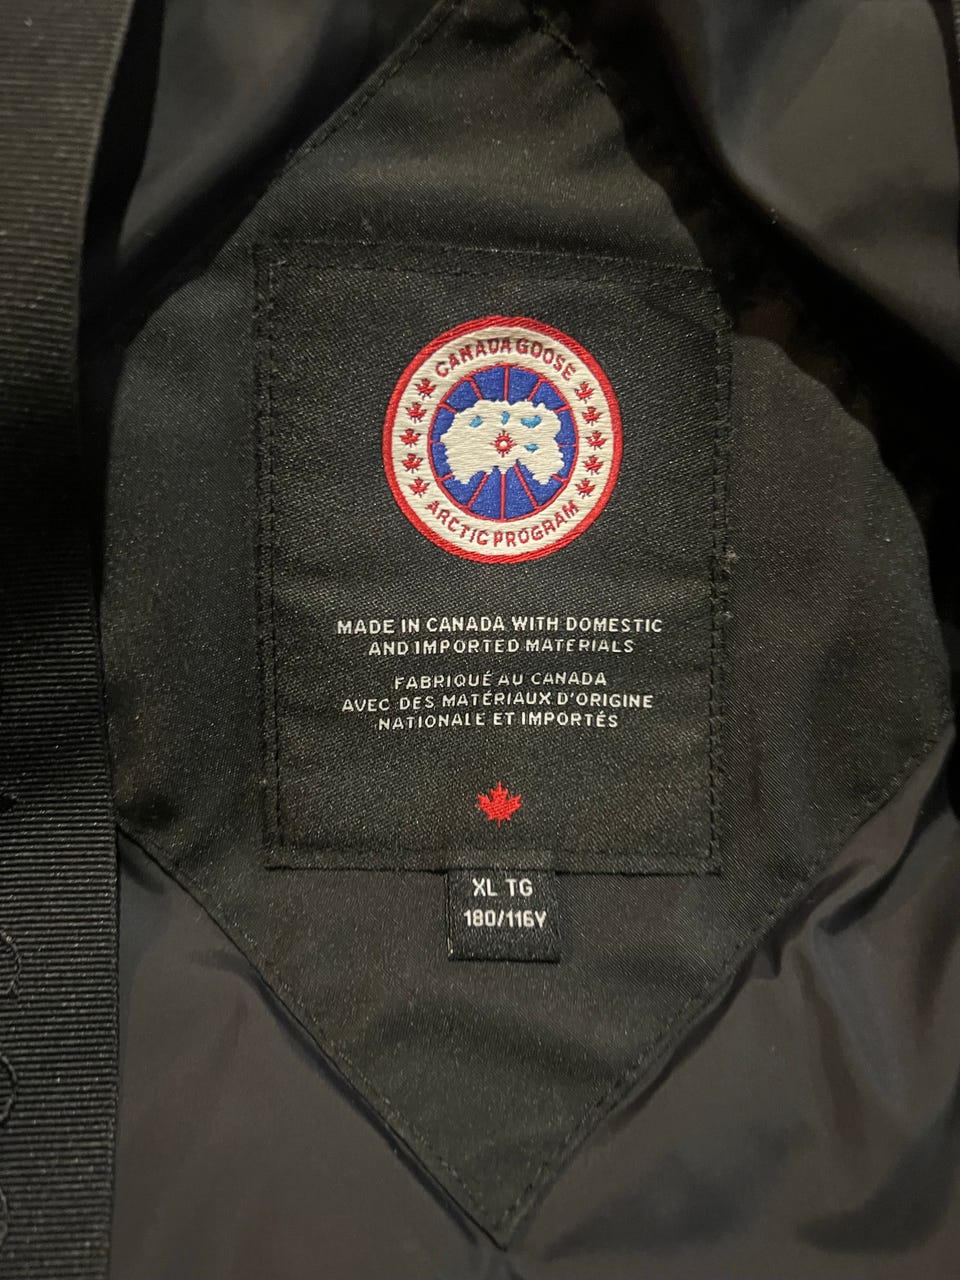 CANADA GOOSE
ARCTIC PROGRAM
MADE IN CANADA WITH DOMESTIC
AND IMPORTED MATERIALS
FABRIQUÉ AU CANADA
AVEC DES MATÉRIAUX D'ORIGINE
NATIONALE ET IMPORTÉS
XL TG
180/116Y